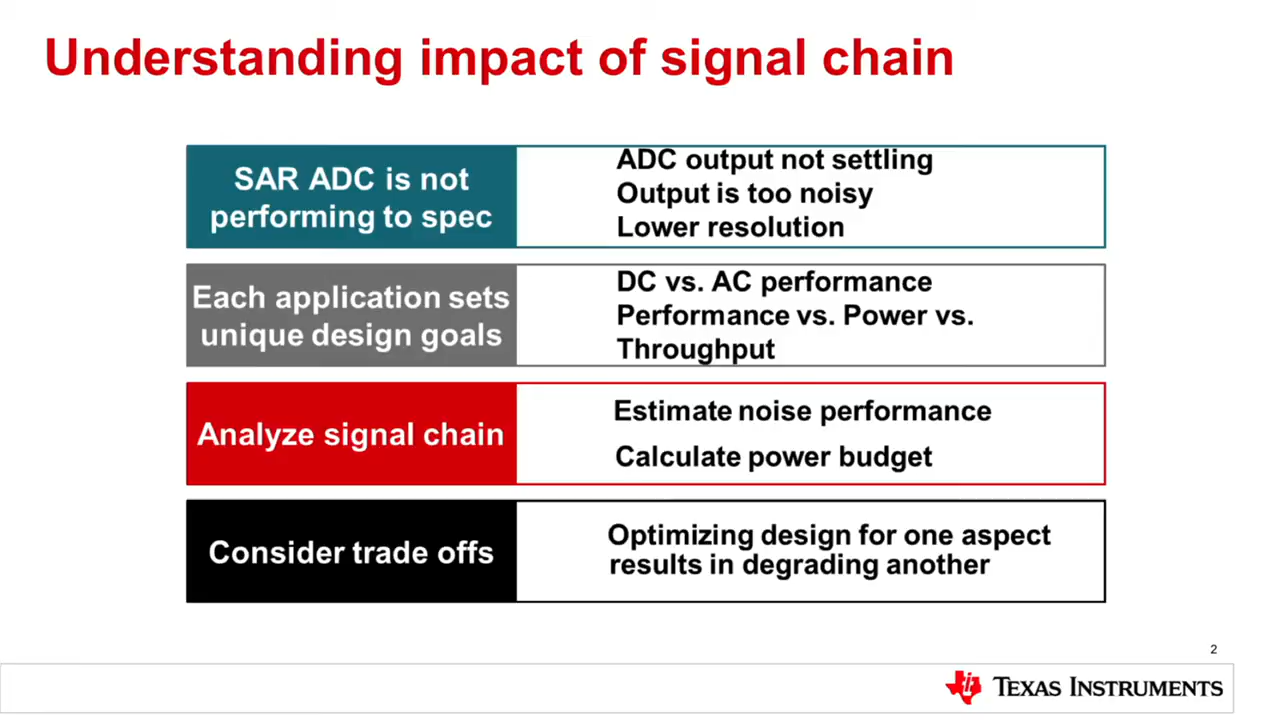 Understanding impact of signal chain
SAR ADC is not
performing to spec
ADC output not settling
Output is too noisy
Lower resolution
Each application sets
unique design goals
DC vs. AC performance
Performance vs. Power vs.
Throughput
Analyze signal chain
Estimate noise performance
Calculate power budget
Consider trade offs
Optimizing design for one aspect
results in degrading another
2
TEXAS INSTRUMENTS